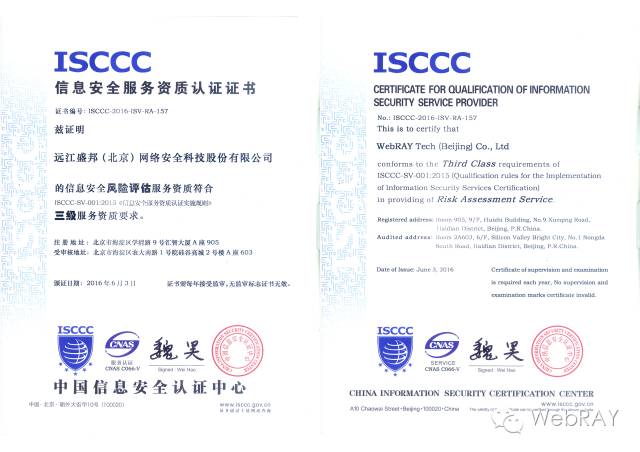 ISCCC
信息安全服务资质认证证书
证书编号: ISCCC-2016-ISV-RA-157
兹证明
远江盛邦（北京）网络安全科技股份有限公司
的信息安全风险评估服务资质符合
ISCCC-SV-001:2015《信息安全服务资质认证实施规则》
三级服务资质要求。
注册地址: 北京市海淀区学清路9号汇智大厦A座905
受审核地址: 北京市海淀区农大南路1号院硅谷亮城2号楼A座603
颁证日期: 2016年6月3日
证书需每年接受监审,无监审标志证书无效。
ISCCC
CNAS
服务认证
CNAS C066-V
魏昊
Signed: Wei Hao
中国信息安全认证中心
中国·北京·朝外大街甲10号 (100020)
www.isccc.gov.cn
ISCCC
CERTIFICATE FOR QUALIFICATION OF INFORMATION
SECURITY SERVICE PROVIDER
No.: ISCCC-2016-ISV-RA-157
This is to certify that
WebRAY Tech (Beijing) Co., Ltd
conforms to the Third Class requirements of
ISCCC-SV-001:2015 (Qualification rules for the Implementation
of Information Security Services Certification)
in providing of Risk Assessment Service.
Registered address: Room 905, 9/F, Huizhi Building, No.9 Xueqing Road,
Haidian District, Beijing, P.R.China.
Audited address: Room 2A603, 6/F, Silicon Valley Bright City, No.1 Nongda
South Road, Haidian District, Beijing, P.R.China.
Date of Issue: June 3, 2016
Certificate of supervision and examination
is required each year, No supervision and
examination marks certificate invalid.
ISCCC
CNAS
SERVICE
CNAS C066-V
魏昊
Signed: Wei Hao
CHINA INFORMATION SECURITY CERTIFICATION CENTER
A10 Chaowai Street·Beijing·100020·China
www.isccc.gov.cn
WebRAY